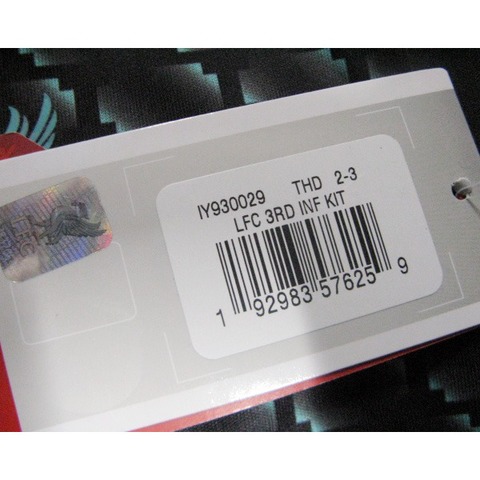 IY930029 THD 2-3
LFC 3RD INF KIT
1 92983 57625 9